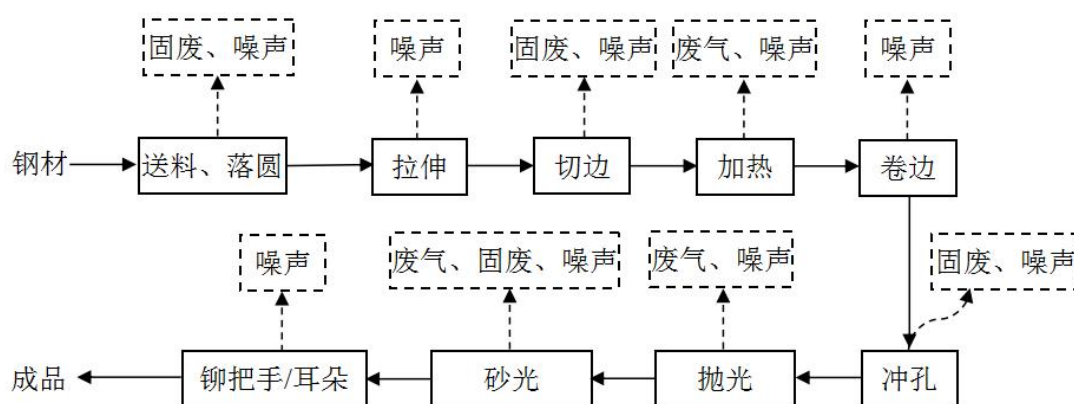 固废、噪声
噪声
固废、噪声
废气、噪声
噪声
钢材
送料、落圆
拉伸
切边
加热
卷边
噪声
废气、固废、噪声
废气、噪声
固废、噪声
成品
铆把手/耳朵
砂光
抛光
冲孔